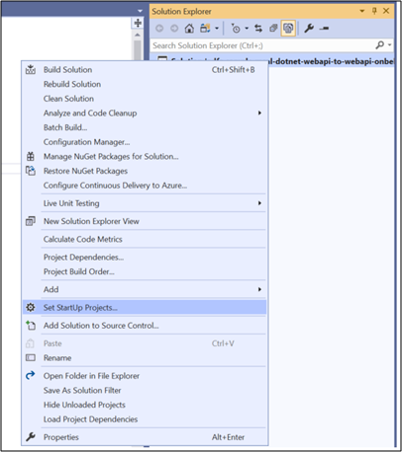 Solution Explorer
Search Solution Explorer (Ctrl+;)
l-dotnet-webapi-to-webapi-onbe
Build Solution Ctrl+Shift+B
Rebuild Solution
Clean Solution
Analyze and Code Cleanup
Batch Build...
Configuration Manager...
Manage NuGet Packages for Solution...
Restore NuGet Packages
Configure Continuous Delivery to Azure...
Live Unit Testing
New Solution Explorer View
Calculate Code Metrics
Project Dependencies...
Project Build Order...
Add
Set StartUp Projects...
Add Solution to Source Control...
Paste Ctrl+V
Rename
Open Folder in File Explorer
Save As Solution Filter
Hide Unloaded Projects
Load Project Dependencies
Properties Alt+Enter